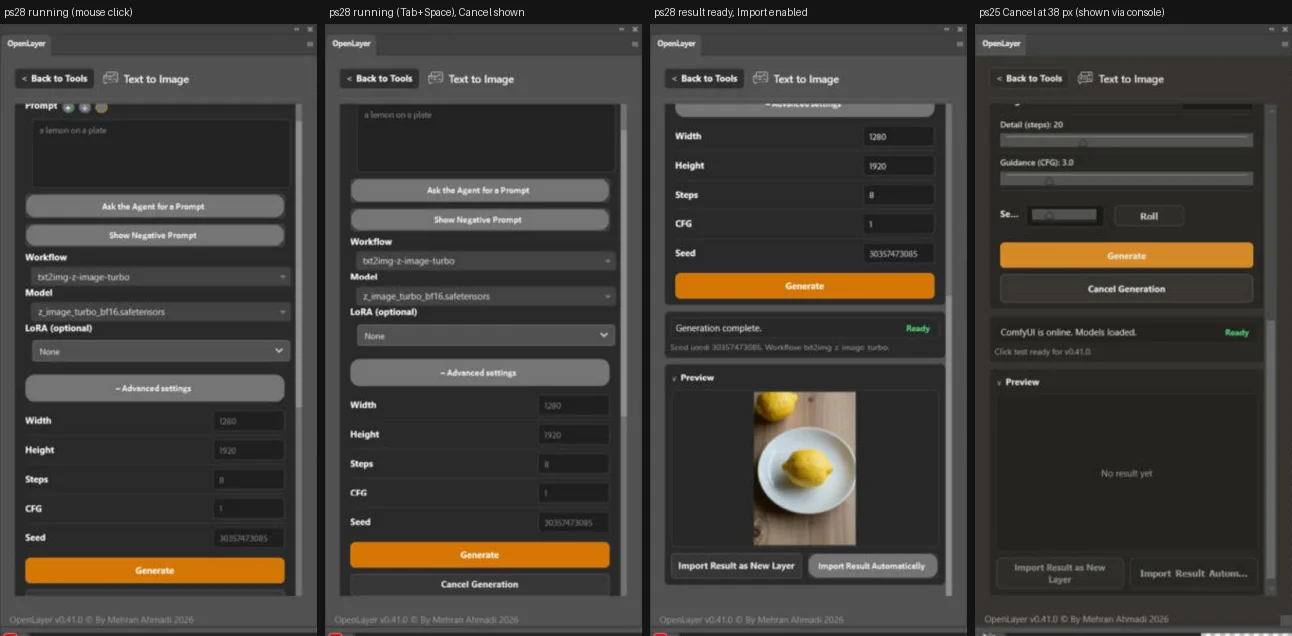 ps28 running (mouse click)
OpenLayer
< Back to Tools
Text to Image
Prompt
a lemon on a plate
Ask the Agent for a Prompt
Show Negative Prompt
Workflow
txt2img-z-image-turbo
Model
z_image_turbo_bf16.safetensors
LoRA (optional)
None
~ Advanced settings
Width
1280
Height
1920
Steps
8
CFG
1
Seed
30357473085
Generate
OpenLayer v0.41.0 © By Mehran Ahmadi 2026
ps28 running (Tab+Space), Cancel shown
OpenLayer
< Back to Tools
Text to Image
a lemon on a plate
Ask the Agent for a Prompt
Show Negative Prompt
Workflow
txt2img-z-image-turbo
Model
z_image_turbo_bf16.safetensors
LoRA (optional)
None
~ Advanced settings
Width
1280
Height
1920
Steps
8
CFG
1
Seed
30357473085
Generate
Cancel Generation
OpenLayer v0.41.0 © By Mehran Ahmadi 2026
ps28 result ready, Import enabled
OpenLayer
< Back to Tools
Text to Image
~ Advanced settings
Width
1280
Height
1920
Steps
8
CFG
1
Seed
30357473085
Generate
Generation complete.
Ready
Seed used: 30357473085. Workflow: txt2img z image turbo.
Preview
Import Result as New Layer
Import Result Automatically
OpenLayer v0.41.0 © By Mehran Ahmadi 2026
ps25 Cancel at 38 px (shown via console)
OpenLayer
< Back to Tools
Text to Image
Detail (steps): 20
Guidance (CFG): 3.0
Se...
Roll
Generate
Cancel Generation
ComfyUI is online. Models loaded.
Ready
Click test ready for v0.41.0
Preview
No result yet
Import Result as New
Layer
Import Result Autom...
OpenLayer v0.41.0 © By Mehran Ahmadi 2026